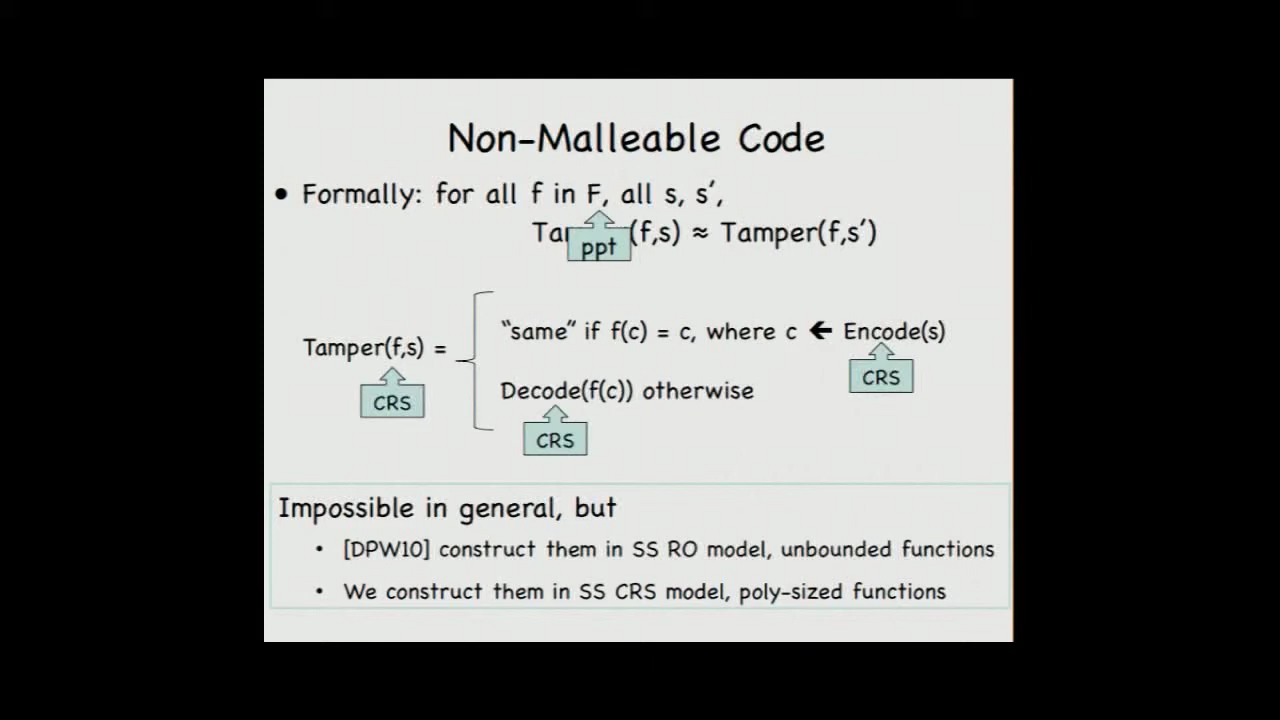 Non-Malleable Code
• Formally: for all f in F, all s, s′,
(f,s) ≈ Tamper(f,s′)
ppt
"same" if f(c) = c, where c ← Encode(s)
Tamper(f,s) =
CRS
Decode(f(c)) otherwise
CRS
CRS
Impossible in general, but
• [DPW10] construct them in SS RO model, unbounded functions
• We construct them in SS CRS model, poly-sized functions